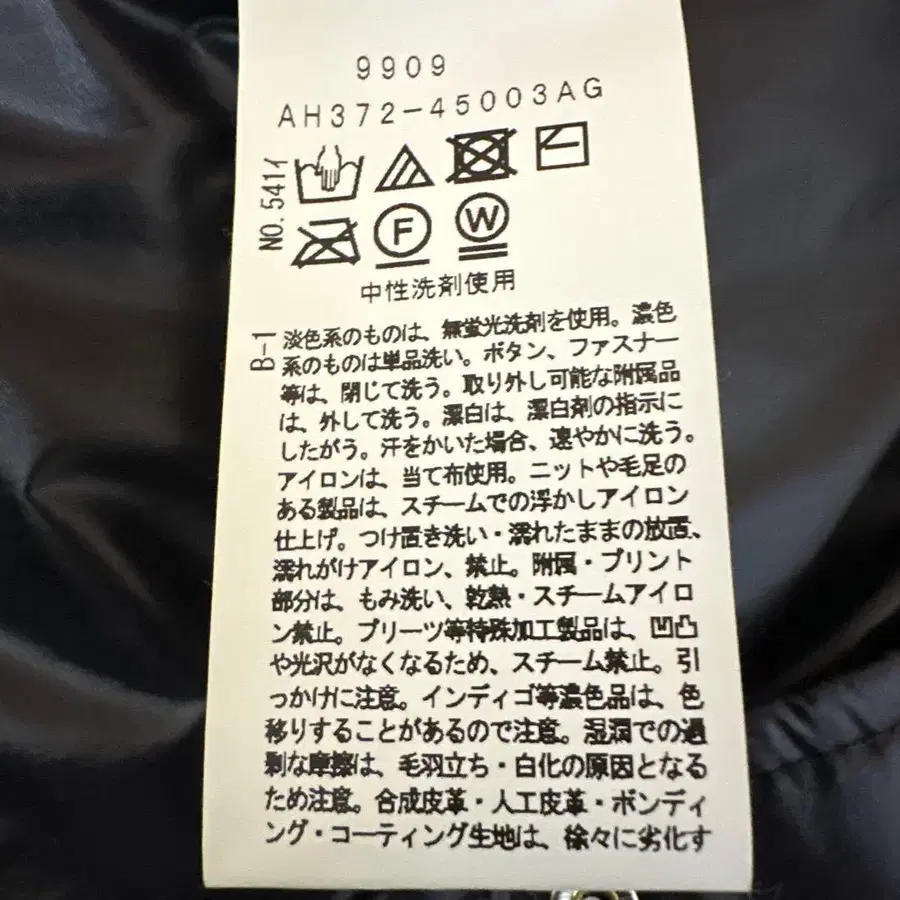 9909
AH372-45003AG
NO.541イ
F
W
中性洗剤使用
B-1
淡色系のものは、無蛍光洗剤を使用。濃色
系のものは単品洗い。ボタン、ファスナー
等は、閉じて洗う。取り外し可能な附属品
は、外して洗う。漂白は、漂白剤の指示に
したがう。汗をかいた場合、速やかに洗う。
アイロンは、当て布使用。ニットや毛足の
ある製品は、スチームでの浮かしアイロン
仕上げ。つけ置き洗い・濡れたままの放置、
濡れがけアイロン、禁止。附属・プリント
部分は、もみ洗い、乾熱・スチームアイロ
ン禁止。プリーツ等特殊加工製品は、凹凸
や光沢がなくなるため、スチーム禁止。引
っかけに注意。インディゴ等濃色品は、色
移りすることがあるので注意。湿潤での過
剰な摩擦は、毛羽立ち・白化の原因となる
ため注意。合成皮革・人工皮革・ボンディ
ング・コーティング生地は、徐々に劣化す